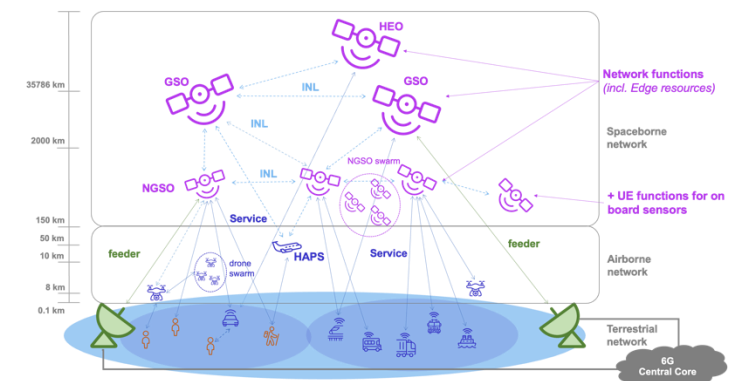 HEO
GSO
GSO
35786 km
INL
Network functions
(incl. Edge resources)
INL
Spaceborne
network
2000 km
NGSO swarm
INL
NGSO
+ UE functions for on
board sensors
Service
150 km
50 km
10 km
feeder
HAPS
Service
feeder
drone
swarm
Airborne
network
8 km
0.1 km
Terrestrial
network
6G
Central Core